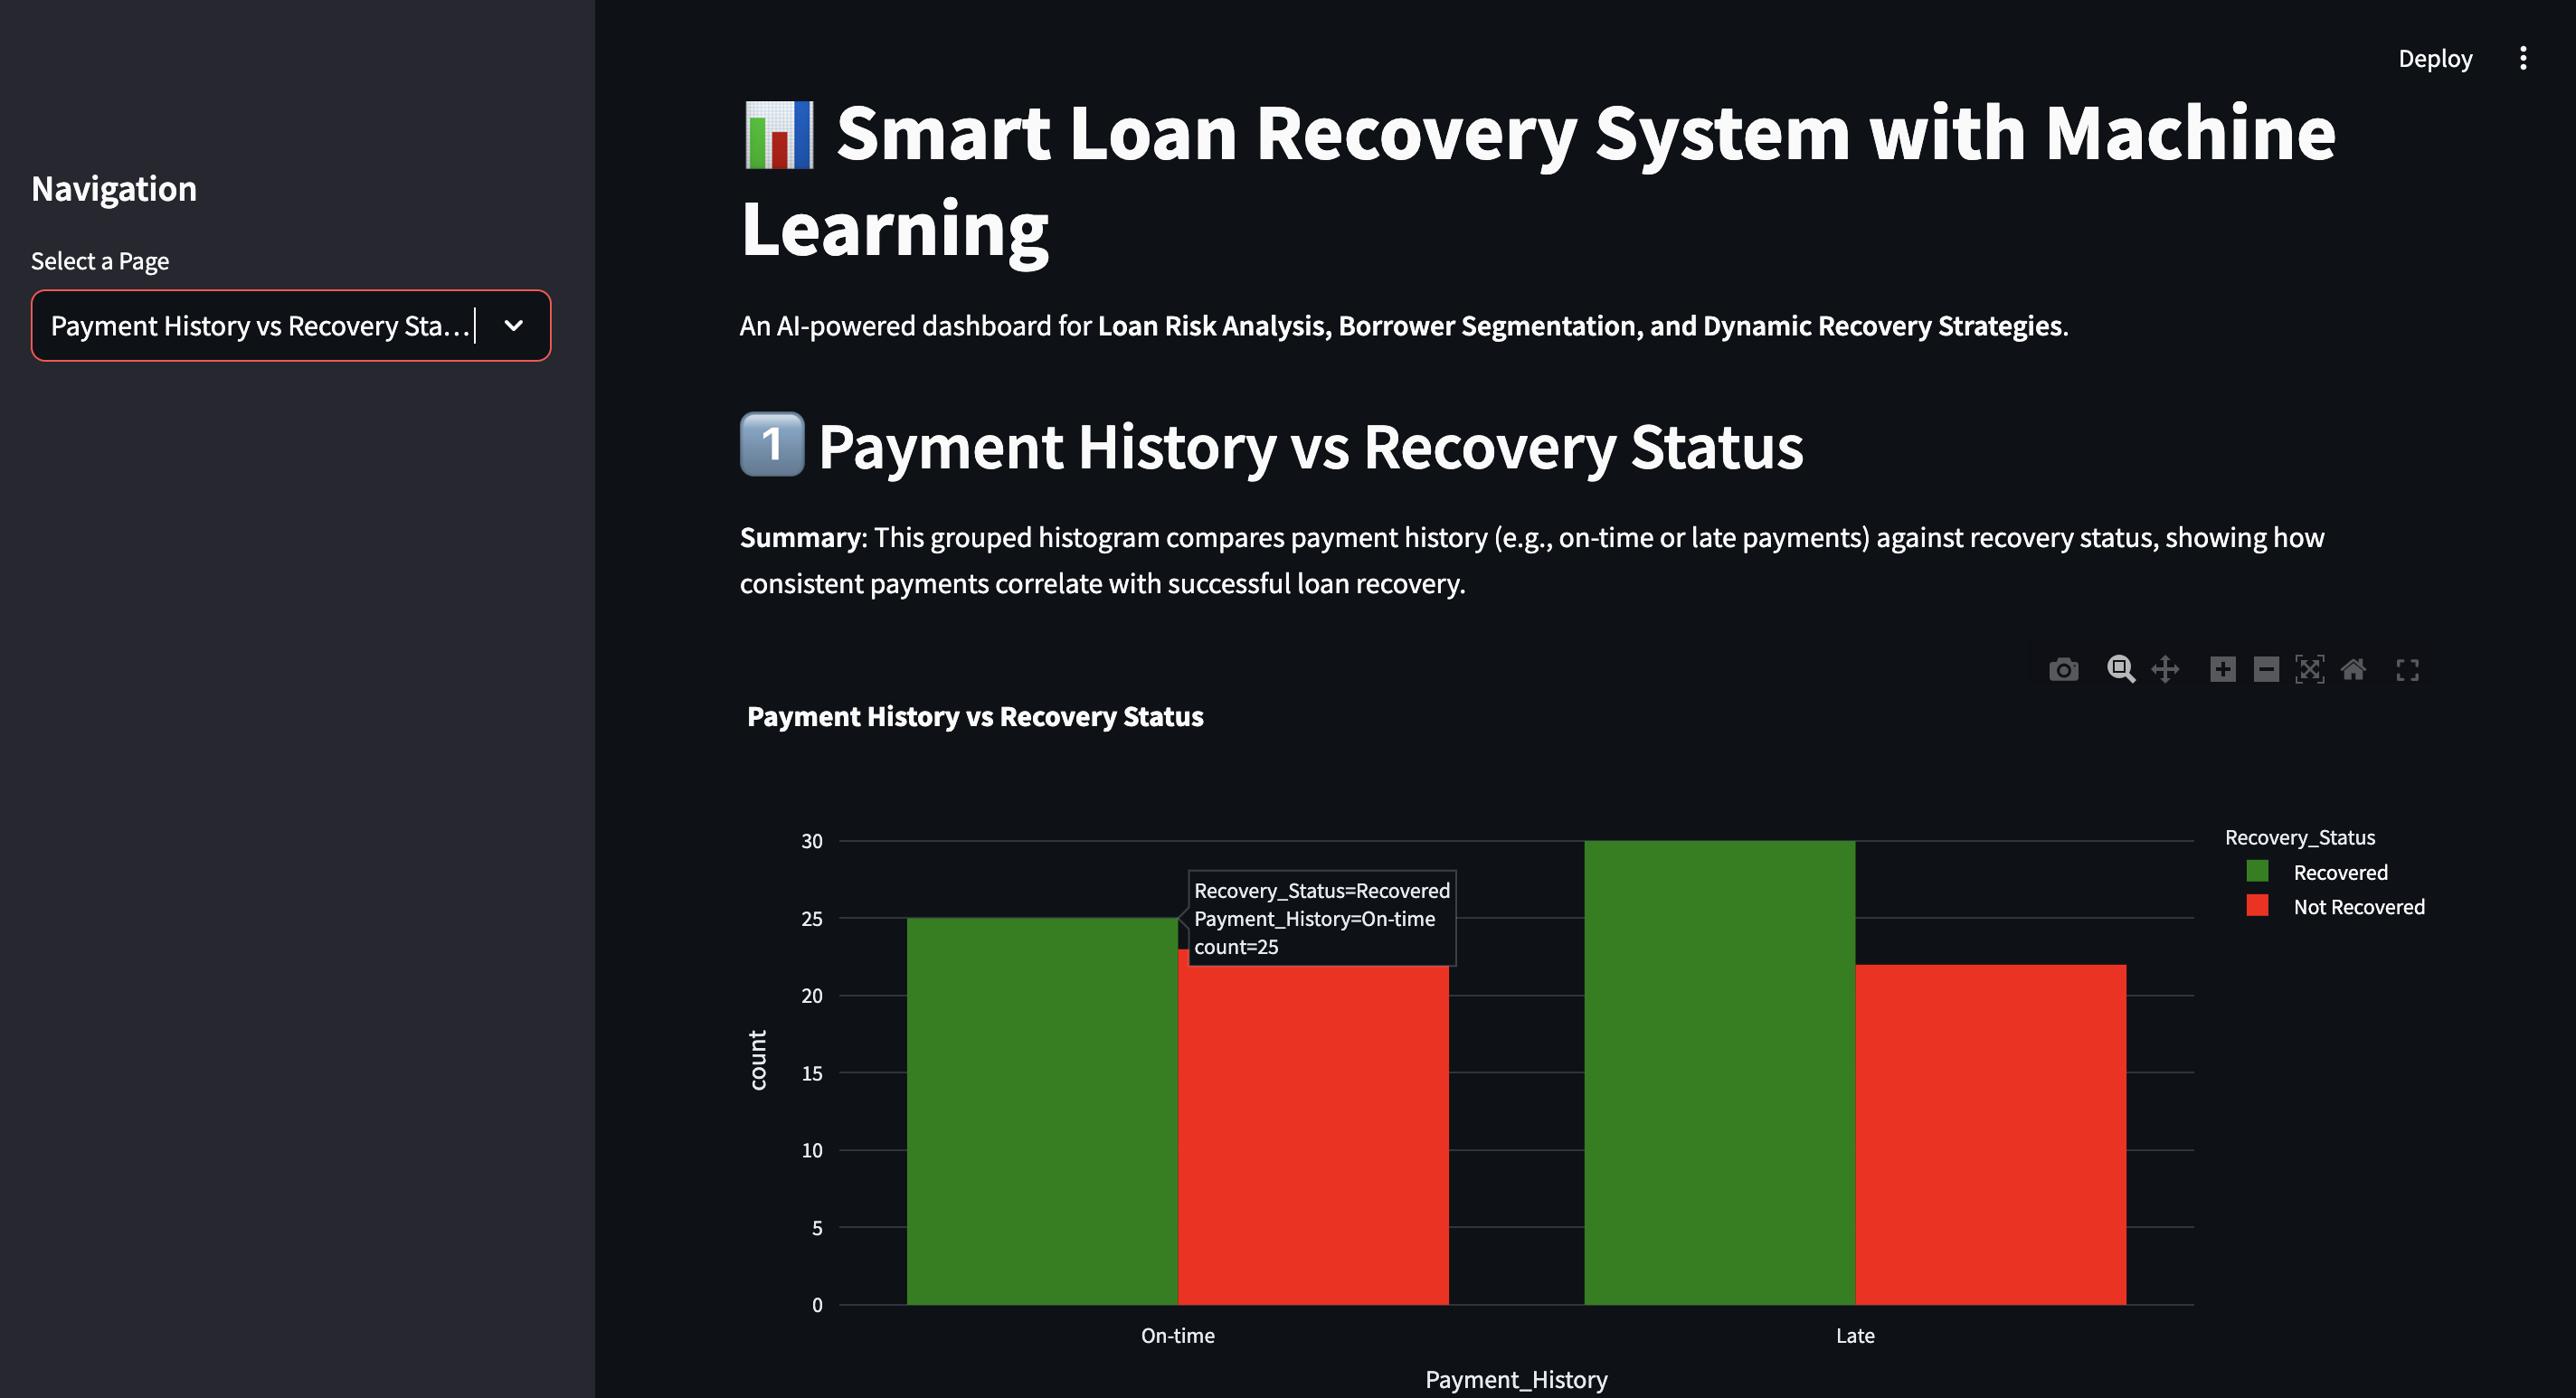 Deploy
Navigation
Select a Page
Payment History vs Recovery Sta...
📊 Smart Loan Recovery System with Machine
Learning
An AI-powered dashboard for Loan Risk Analysis, Borrower Segmentation, and Dynamic Recovery Strategies.
1️⃣ Payment History vs Recovery Status
Summary: This grouped histogram compares payment history (e.g., on-time or late payments) against recovery status, showing how
consistent payments correlate with successful loan recovery.
Payment History vs Recovery Status
30
25
20
15
10
5
0
count
Recovery_Status=Recovered
Payment_History=On-time
count=25
On-time
Late
Payment_History
Recovery_Status
Recovered
Not Recovered